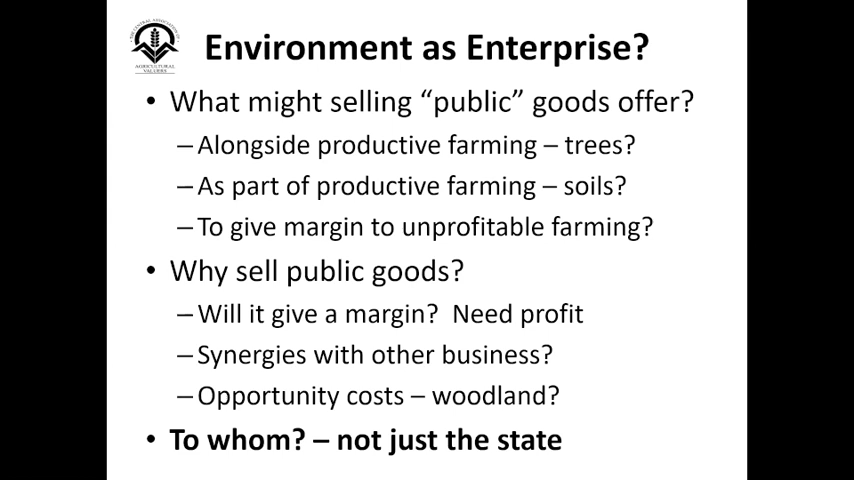 Environment as Enterprise?
AGRICULTURAL
VALUERS
• What might selling “public” goods offer?
– Alongside productive farming – trees?
– As part of productive farming – soils?
– To give margin to unprofitable farming?
• Why sell public goods?
– Will it give a margin?  Need profit
– Synergies with other business?
– Opportunity costs – woodland?
• To whom? – not just the state